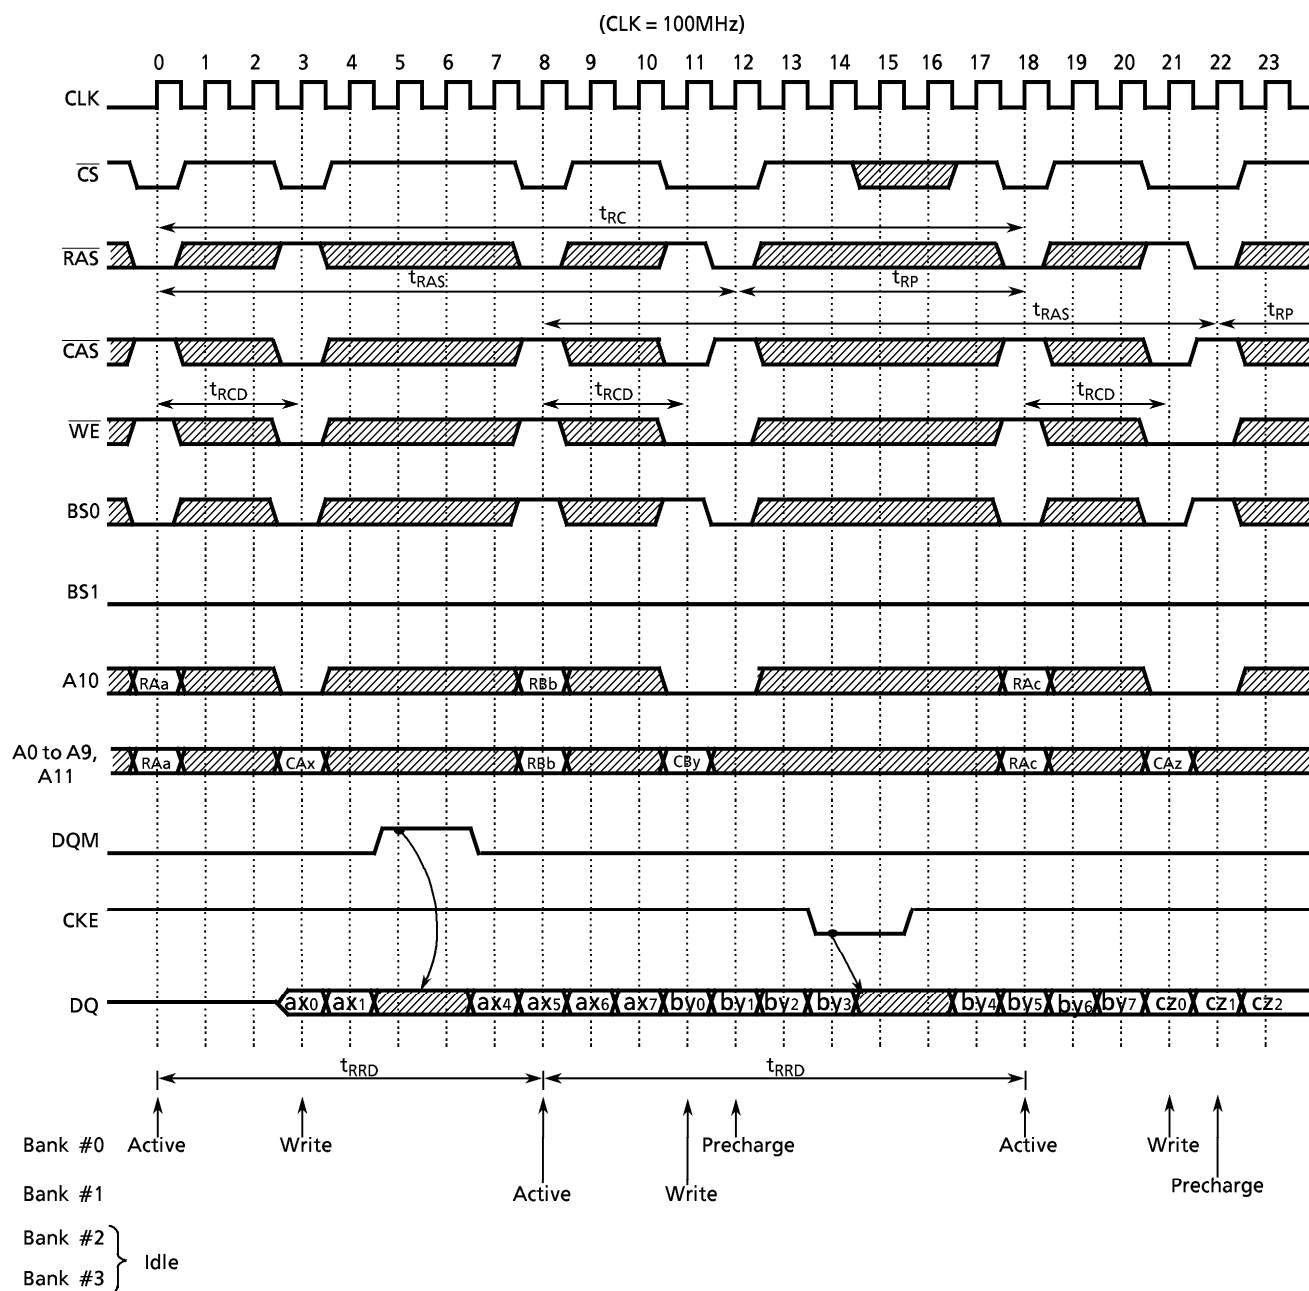 (CLK = 100MHz)
0 1 2 3 4 5 6 7 8 9 10 11 12 13 14 15 16 17 18 19 20 21 22 23
CLK
CS
tRC
RAS
tRAS tRP
tRAS tRP
CAS
tRCD tRCD tRCD
WE
BS0
BS1
A10 RAa RBb RAc
A0 to A9,
A11
RAa CAx RBb CBy RAc CAz
DQM
CKE
DQ ax0 ax1 ax4 ax5 ax6 ax7 by0 by1 by2 by3 by4 by5 by6 by7 cz0 cz1 cz2
tRRD tRRD
Bank #0 Active Write Precharge Active Write
Bank #1 Active Write Precharge
Bank #2
Idle
Bank #3